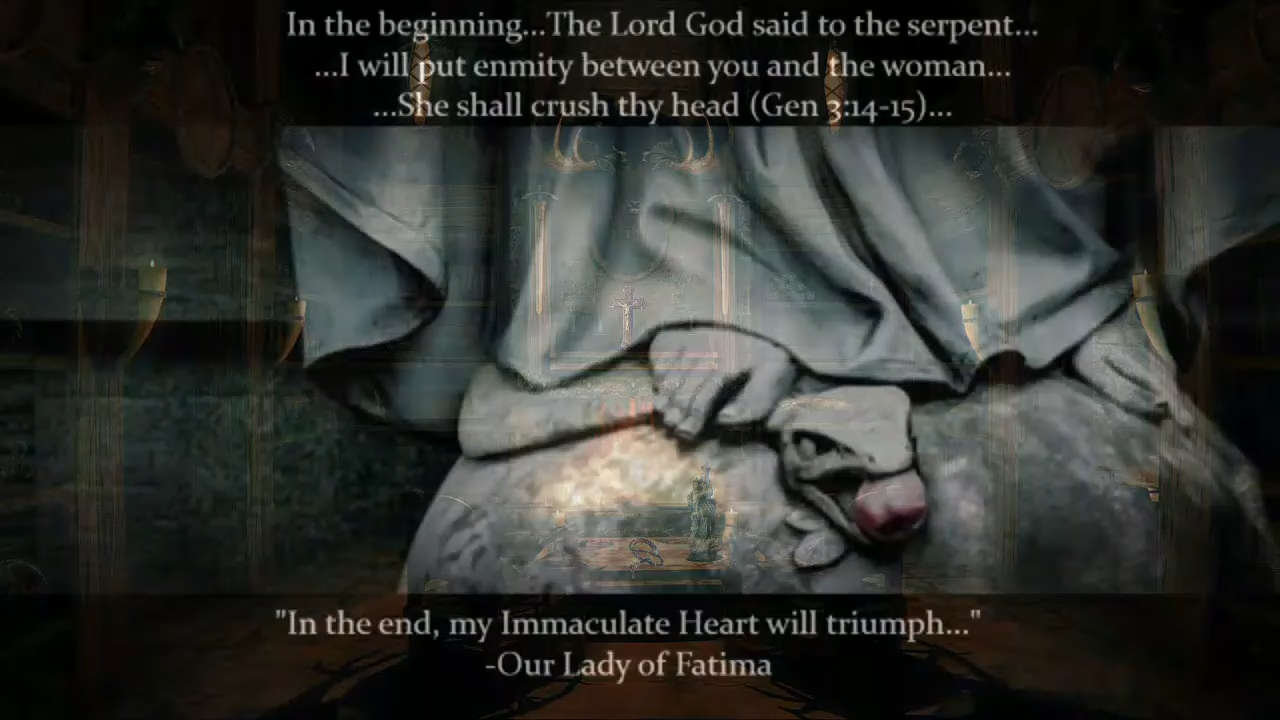 In the beginning...The Lord God said to the serpent...
...I will put enmity between you and the woman...
...She shall crush thy head (Gen 3:14-15)...
"In the end, my Immaculate Heart will triumph..."
-Our Lady of Fatima